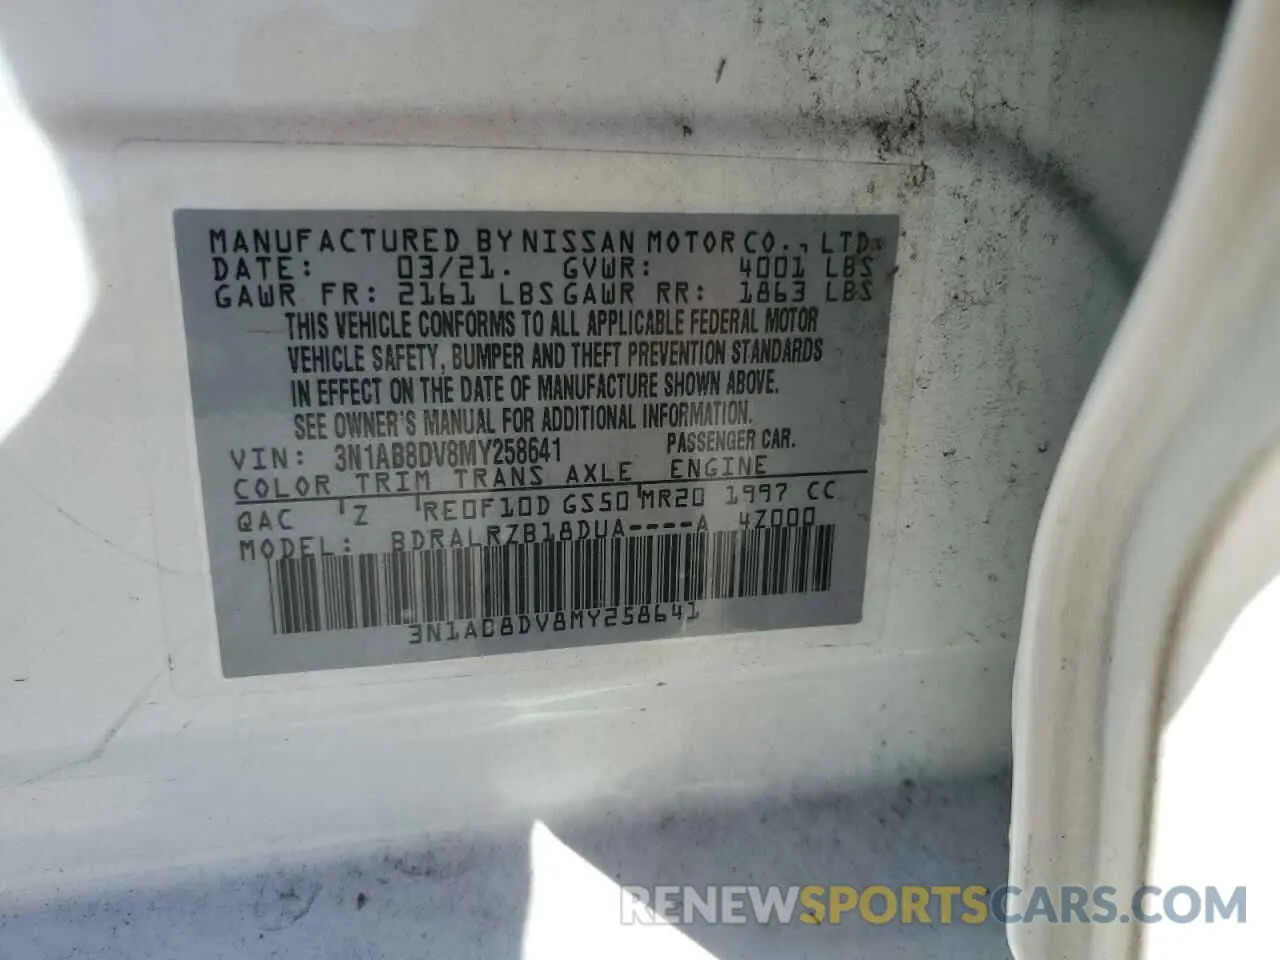 MANUFACTURED BY NISSAN MOTOR CO., LTD.
DATE: 03/21. GVWR: 4001 LBS
GAWR FR: 2161 LBS GAWR RR: 1863 LBS
THIS VEHICLE CONFORMS TO ALL APPLICABLE FEDERAL MOTOR
VEHICLE SAFETY, BUMPER AND THEFT PREVENTION STANDARDS
IN EFFECT ON THE DATE OF MANUFACTURE SHOWN ABOVE.
SEE OWNER'S MANUAL FOR ADDITIONAL INFORMATION.
VIN: 3N1AB8DV8MY258641 PASSENGER CAR.
COLOR TRIM TRANS AXLE ENGINE
QAC Z RE0F10D GS50 MR20 1997 CC
MODEL: BDRALRZB18DUA----A 4Z000
3N1AB8DV8MY258641
RENEWSPORTSCARS.COM